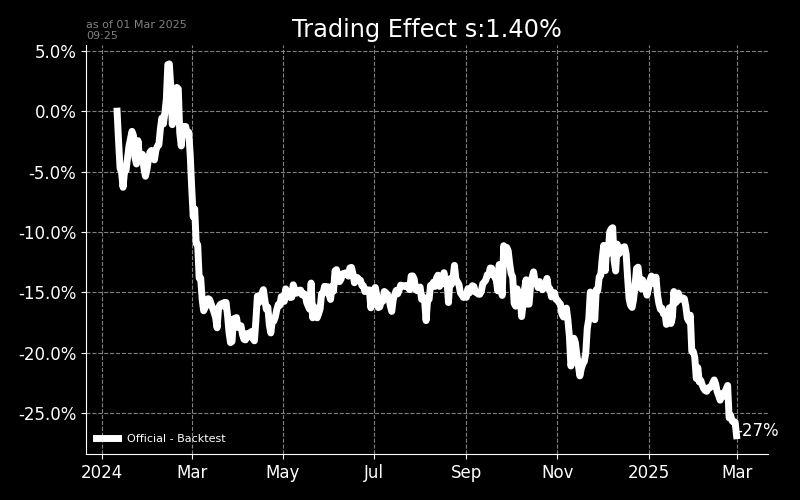 as of 01 Mar 2025
09:25
Trading Effect s:1.40%
5.0%
0.0%
-5.0%
-10.0%
-15.0%
-20.0%
-25.0%
-27%
Official - Backtest
2024 Mar May Jul Sep Nov 2025 Mar